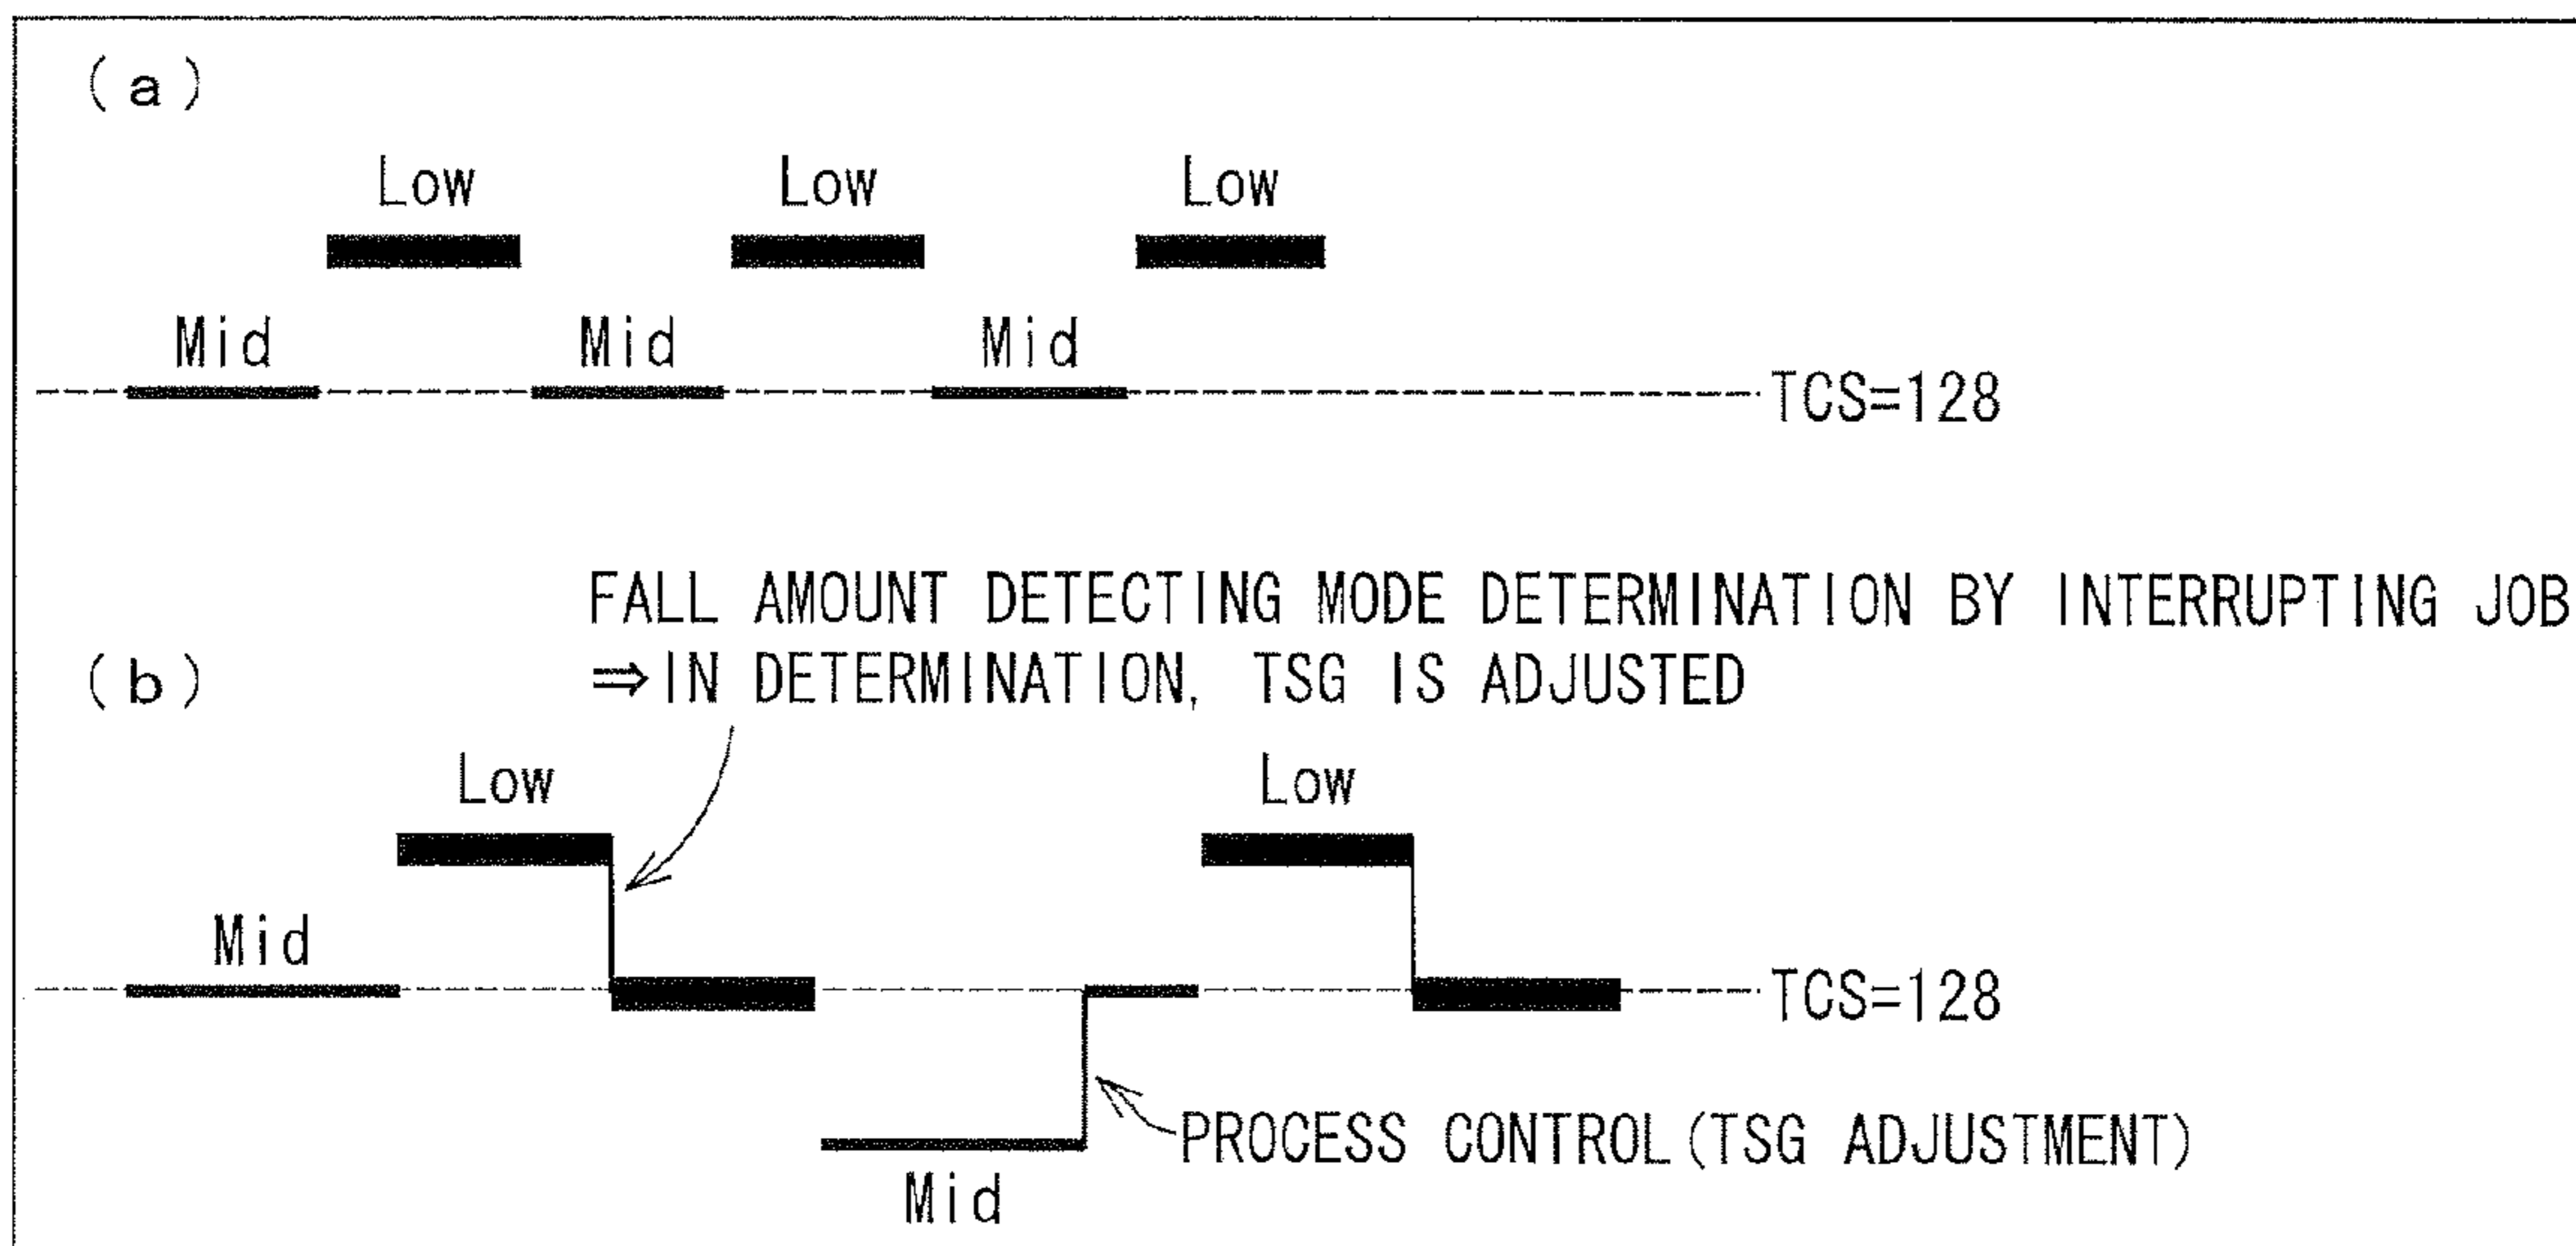 (a)
Low Low Low
Mid Mid Mid
TCS=128
FALL AMOUNT DETECTING MODE DETERMINATION BY INTERRUPTING JOB
(b) ⇒IN DETERMINATION, TSG IS ADJUSTED
Low Low
Mid
TCS=128
PROCESS CONTROL(TSG ADJUSTMENT)
Mid